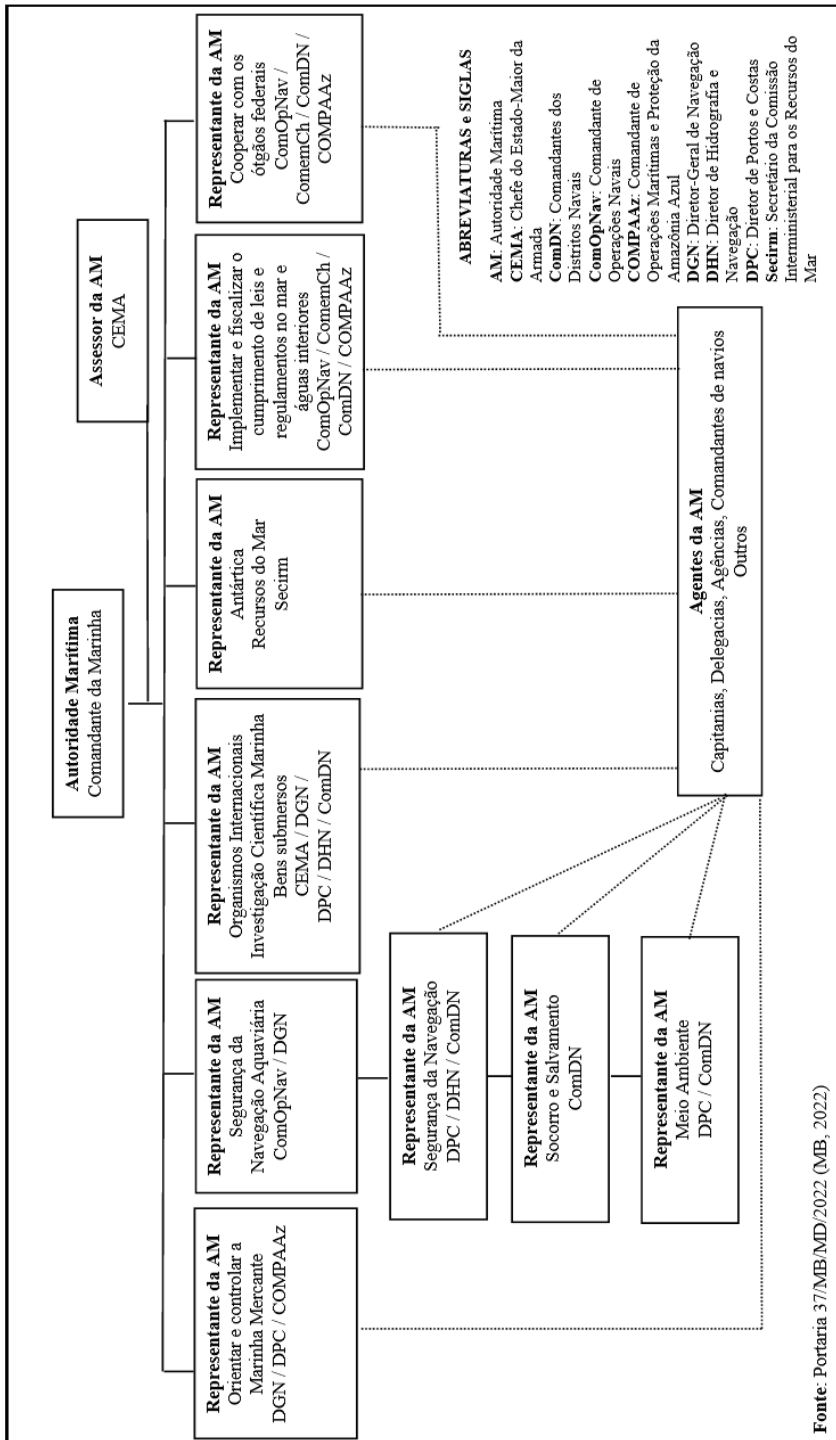 Autoridade Marítima
Comandante da Marinha
Assessor da AM
CEMA
Representante da AM
Orientar e controlar a
Marinha Mercante
DGN / DPC / COMPAAz
Representante da AM
Segurança da
Navegação Aquaviária
ComOpNav / DGN
Representante da AM
Organismos Internacionais
Investigação Científica Marinha
Bens submersos
CEMA / DGN /
DPC / DHN / ComDN
Representante da AM
Antártica
Recursos do Mar
Secirm
Representante da AM
Implementar e fiscalizar o
cumprimento de leis e
regulamentos no mar e
águas interiores
ComOpNav / ComemCh /
ComDN / COMPAAz
Representante da AM
Cooperar com os
ótgãos federais
ComOpNav /
ComemCh / ComDN /
COMPAAz
Representante da AM
Segurança da Navegação
DPC / DHN / ComDN
Representante da AM
Socorro e Salvamento
ComDN
Representante da AM
Meio Ambiente
DPC / ComDN
Agentes da AM
Capitanias, Delegacias, Agências, Comandantes de navios
Outros
ABREVIATURAS e SIGLAS
AM: Autoridade Marítima
CEMA: Chefe do Estado-Maior da
Armada
ComDN: Comandantes dos
Distritos Navais
ComOpNav: Comandante de
Operações Navais
COMPAAz: Comandante de
Operações Marítimas e Proteção da
Amazônia Azul
DGN: Diretor-Geral de Navegação
DHN: Diretor de Hidrografia e
Navegação
DPC: Diretor de Portos e Costas
Secirm: Secretário da Comissão
Interministerial para os Recursos do
Mar
Fonte: Portaria 37/MB/MD/2022 (MB, 2022)